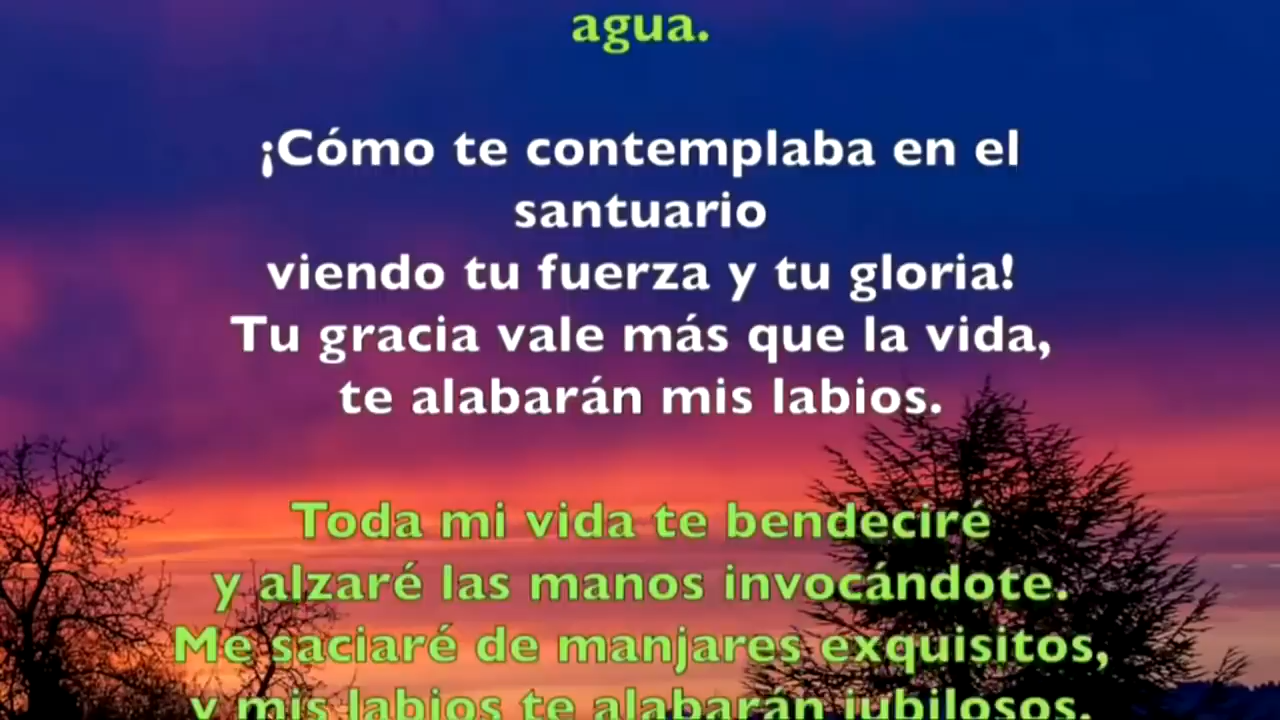 agua.
¡Cómo te contemplaba en el
santuario
viendo tu fuerza y tu gloria!
Tu gracia vale más que la vida,
te alabarán mis labios.
Toda mi vida te bendeciré
y alzaré las manos invocándote.
Me saciaré de manjares exquisitos,
y mis labios te alabarán jubilosos.